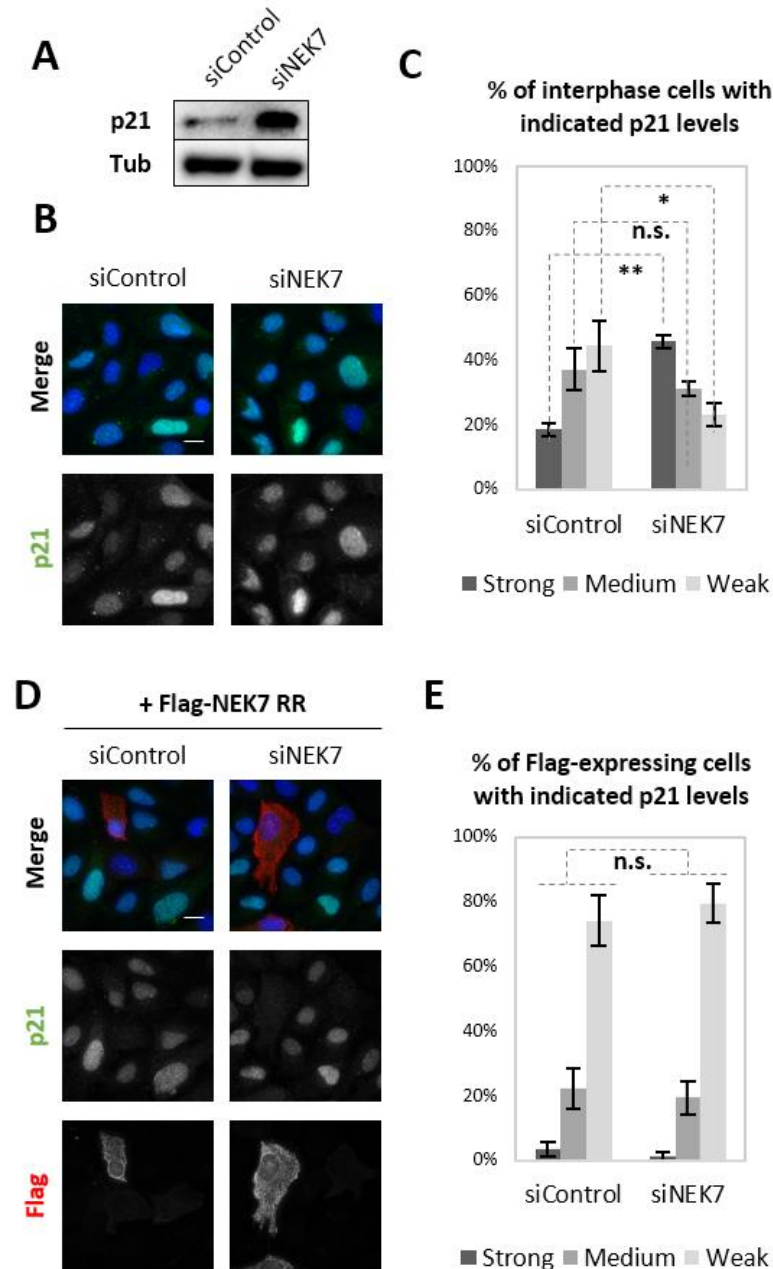 A
siControl
siNEK7
p21
Tub
B
siControl
siNEK7
Merge
p21
C
% of interphase cells with
indicated p21 levels
100%
80%
60%
40%
20%
0%
*
n.s.
**
siControl
siNEK7
Strong
Medium
Weak
D
+ Flag-NEK7 RR
siControl
siNEK7
Merge
p21
Flag
E
% of Flag-expressing cells
with indicated p21 levels
100%
80%
60%
40%
20%
0%
n.s.
siControl
siNEK7
Strong
Medium
Weak